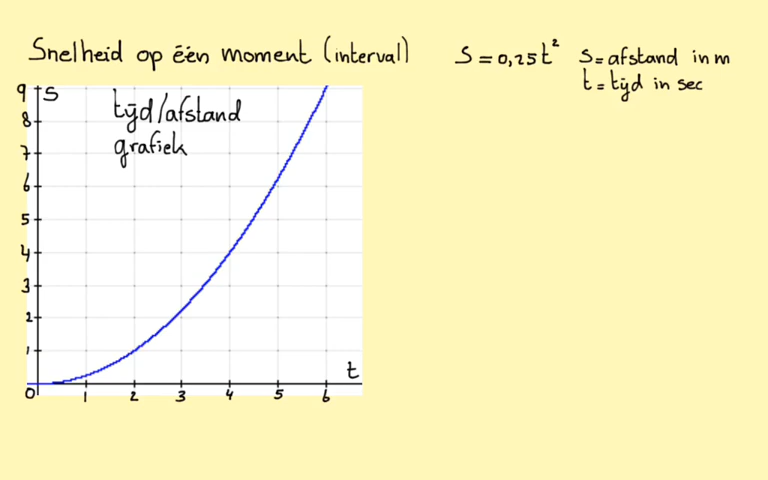 Snelheid op één moment (interval)
S = 0,25t² S = afstand in m
t = tijd in sec
9 S
8
7
6
5
4
3
2
1
0
tijd/afstand
grafiek
t
1 2 3 4 5 6